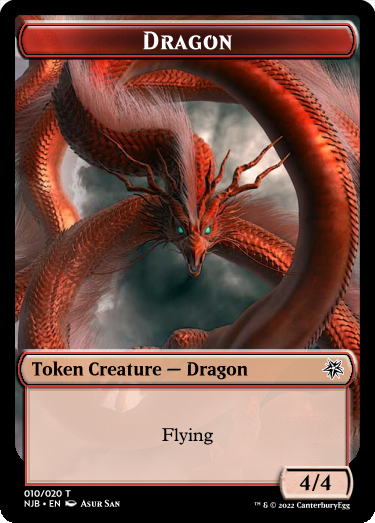 Dragon
Token Creature — Dragon
Flying
4/4
010/020 T
NJB • EN Asur San
™ & © 2022 CanterburyEgg